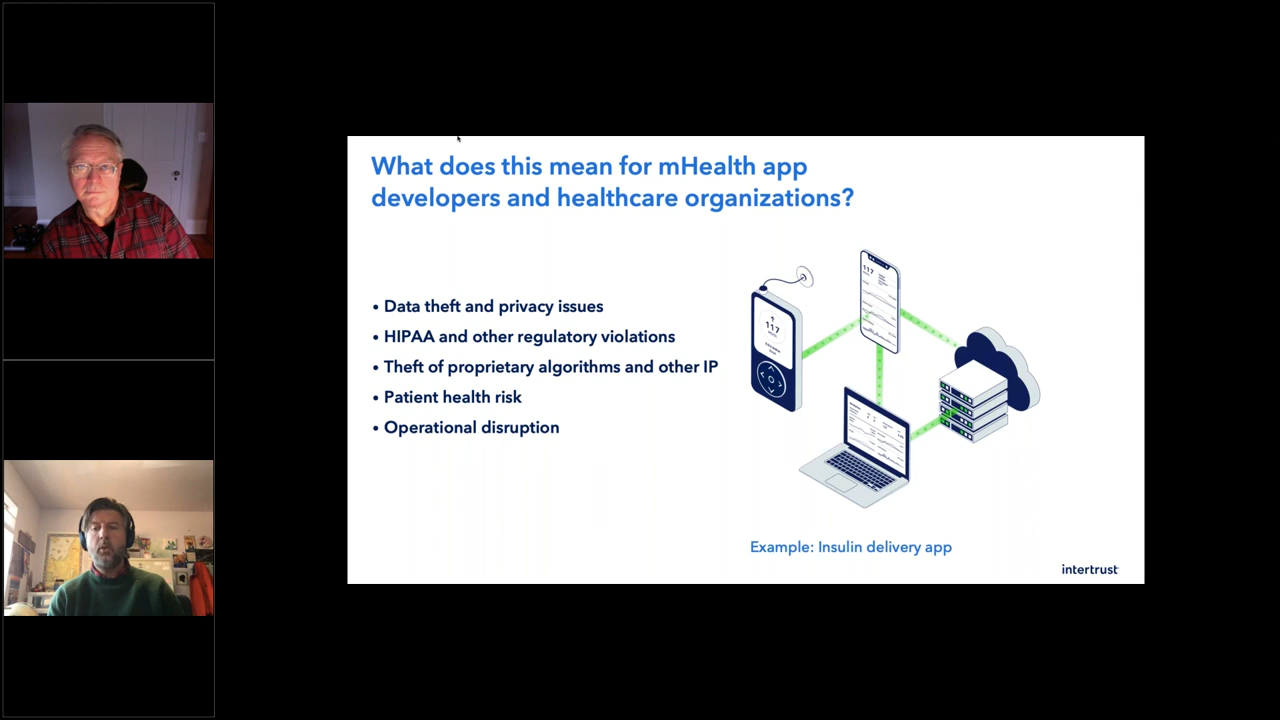 What does this mean for mHealth app
developers and healthcare organizations?
• Data theft and privacy issues
• HIPAA and other regulatory violations
• Theft of proprietary algorithms and other IP
• Patient health risk
• Operational disruption
117
117
Example: Insulin delivery app
intertrust